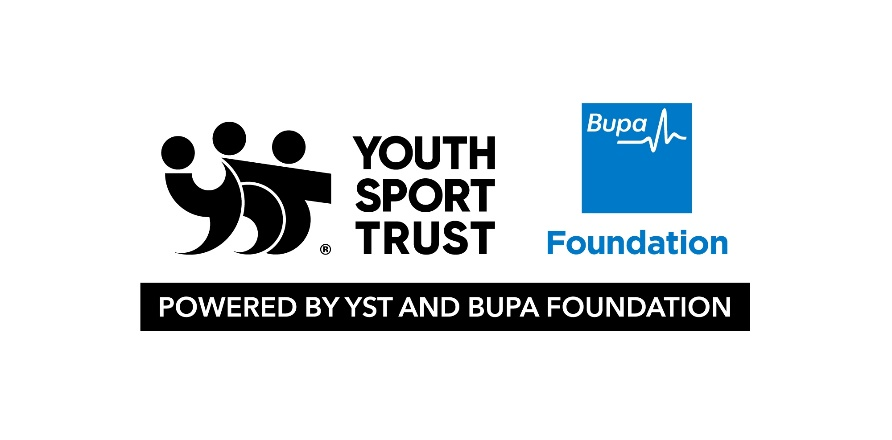 YOUTH
SPORT
TRUST
®
Bupa
Foundation
POWERED BY YST AND BUPA FOUNDATION